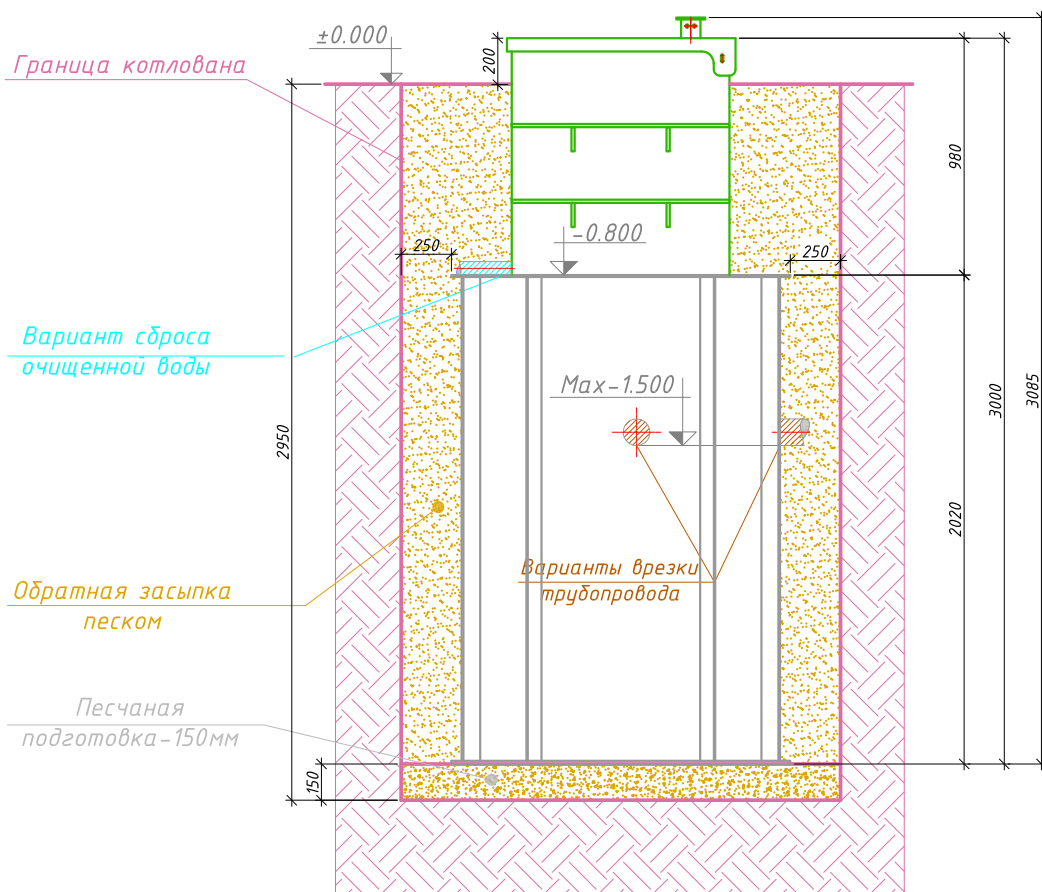 ±0.000
Граница котлована
200
3085
3000
980
250
-0.800
250
Вариант сброса
очищенной воды
Max-1.500
2950
2020
Варианты врезки
трубопровода
Обратная засыпка
песком
Песчаная
подготовка-150мм
150